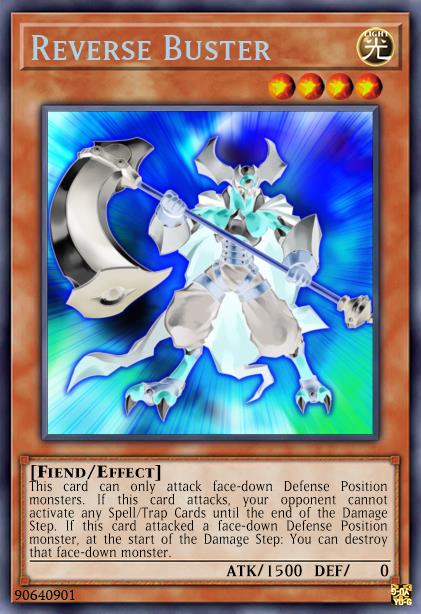 REVERSE BUSTER
LIGHT
光
[FIEND/EFFECT]
This card can only attack face-down Defense Position
monsters. If this card attacks, your opponent cannot
activate any Spell/Trap Cards until the end of the Damage
Step. If this card attacked a face-down Defense Position
monster, at the start of the Damage Step: You can destroy
that face-down monster.
ATK/1500 DEF/ 0
90640901